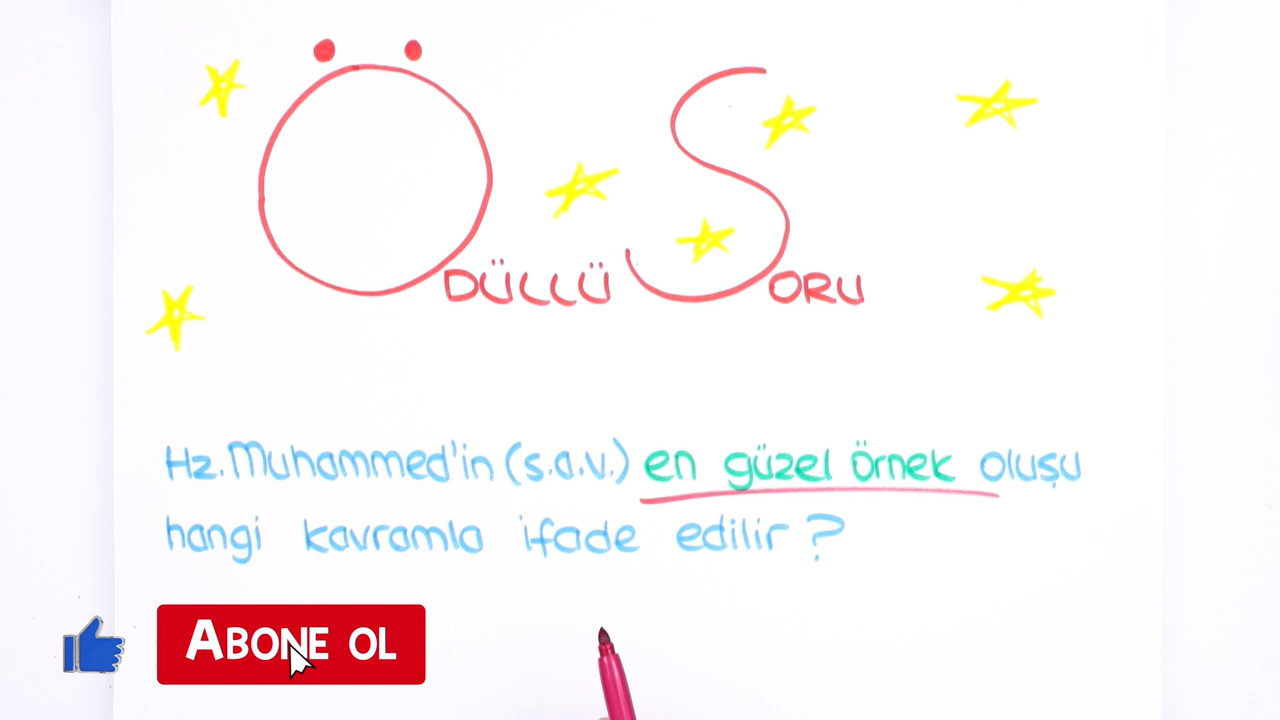 ÖDÜLLÜ SORU
Hz. Muhammed'in (s.a.v.) en güzel örnek oluşu
hangi kavramla ifade edilir?
ABONE OL